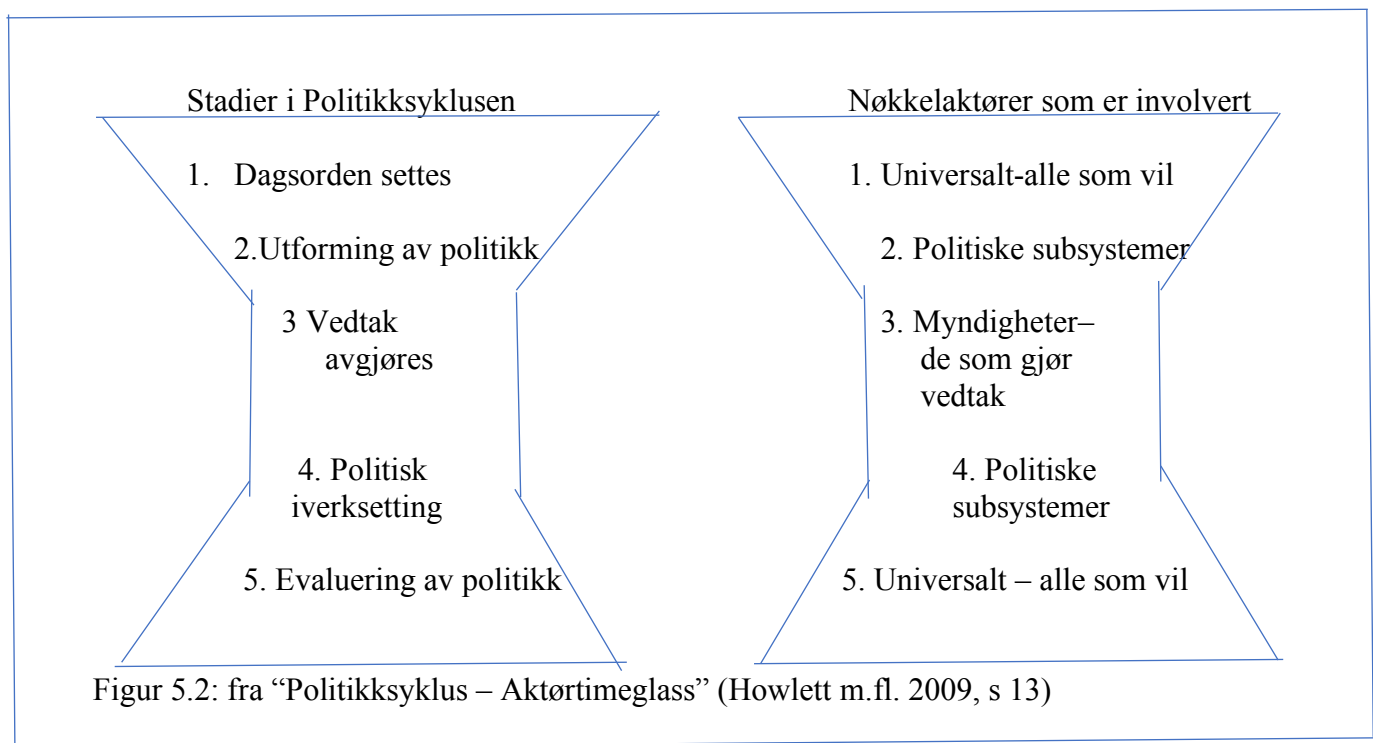 Stadier i Politikksyklusen
1. Dagsorden settes
2.Utforming av politikk
3 Vedtak
avgjøres
4. Politisk
iverksetting
5. Evaluering av politikk
Nøkkelaktører som er involvert
1. Universalt-alle som vil
2. Politiske subsystemer
3. Myndigheter–
de som gjør
vedtak
4. Politiske
subsystemer
5. Universalt – alle som vil
Figur 5.2: fra “Politikksyklus – Aktørtimeglass” (Howlett m.fl. 2009, s 13)